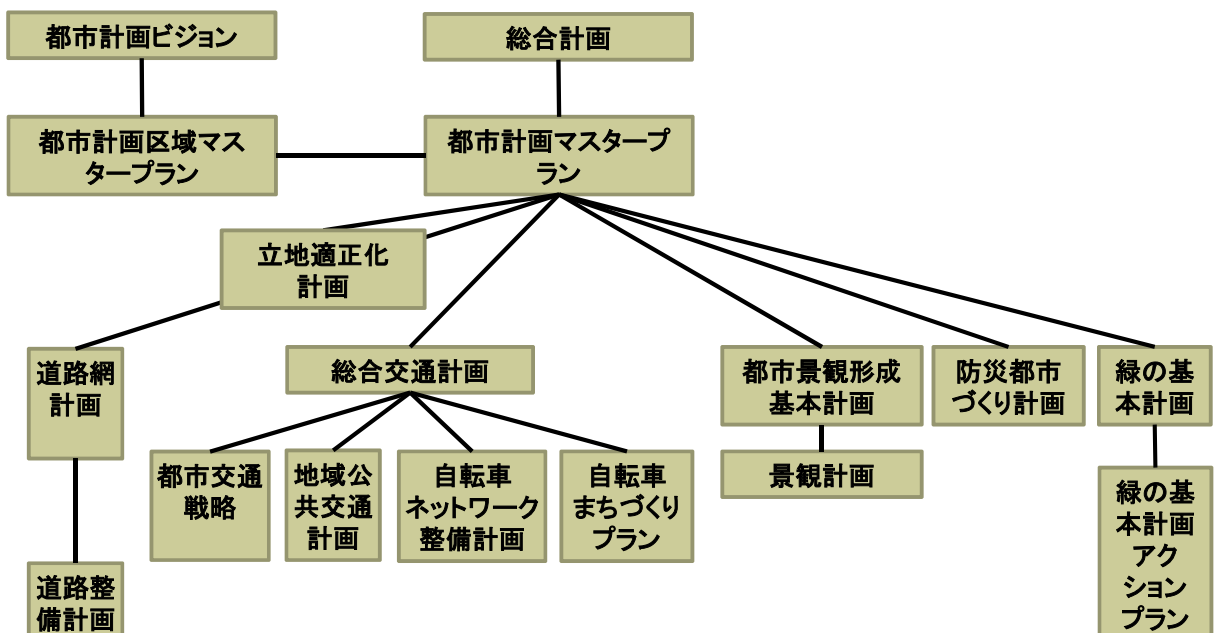 都市計画ビジョン
総合計画
都市計画区域マス
タープラン
都市計画マスタープ
ラン
立地適正化
計画
道路網
計画
総合交通計画
都市景観形成
基本計画
防災都市
づくり計画
緑の基
本計画
都市交通
戦略
地域公
共交通
計画
自転車
ネットワーク
整備計画
自転車
まちづくり
プラン
景観計画
緑の基
本計画
アク
ション
プラン
道路整
備計画